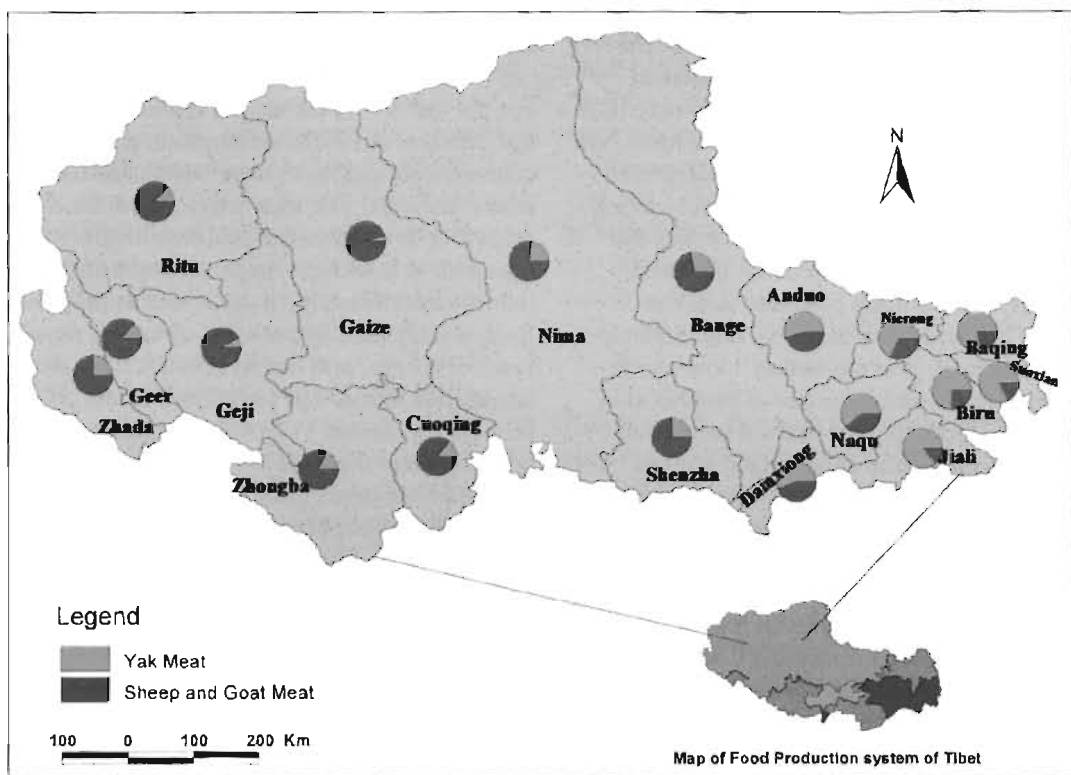 N
Ritu
Gaize
Nima
Bange
Anduo
Nierong
Baqing
Biru
Geer
Zhada
Geji
Cuoqing
Zhongba
Shenzha
Damxiong
Naqu
Jiali
Legend
Yak Meat
Sheep and Goat Meat
100 0 100 200 Km
Map of Food Production system of Tibet